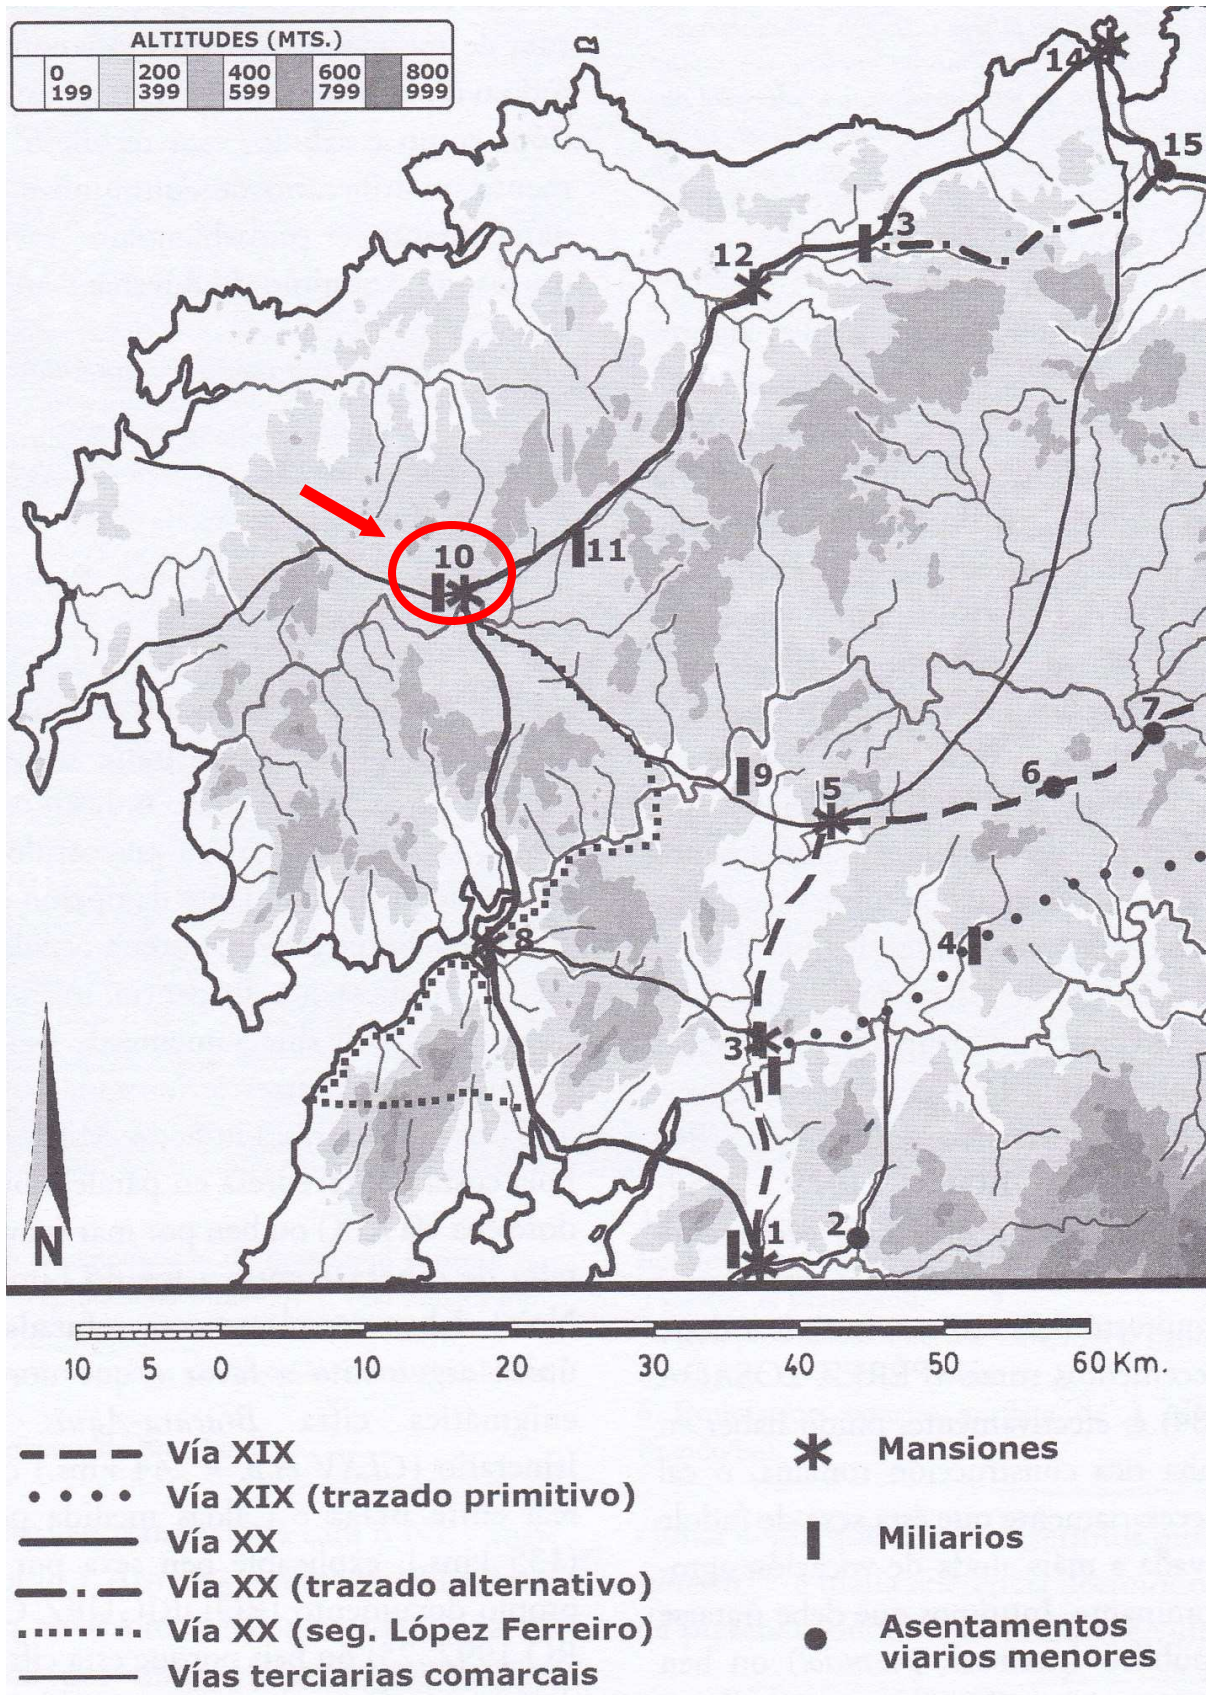 ALTITUDES (MTS.)
0 200 400 600 800
199 399 599 799 999
14
15
13
12
10
11
7
9
5
6
8
4
3
1
2
N
10 5 0 10 20 30 40 50 60 Km.
Vía XIX
Vía XIX (trazado primitivo)
Vía XX
Vía XX (trazado alternativo)
Vía XX (seg. López Ferreiro)
Vías terciarias comarcais
Mansiones
Miliarios
Asentamentos
viarios menores